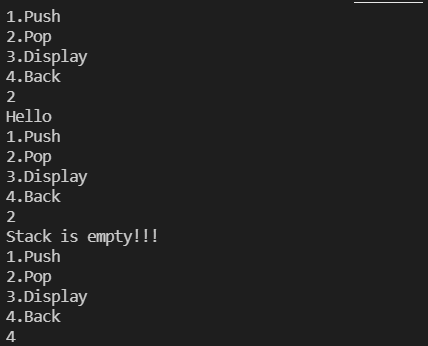 1.Push
2.Pop
3.Display
4.Back
2
Hello
1.Push
2.Pop
3.Display
4.Back
2
Stack is empty!!!
1.Push
2.Pop
3.Display
4.Back
4